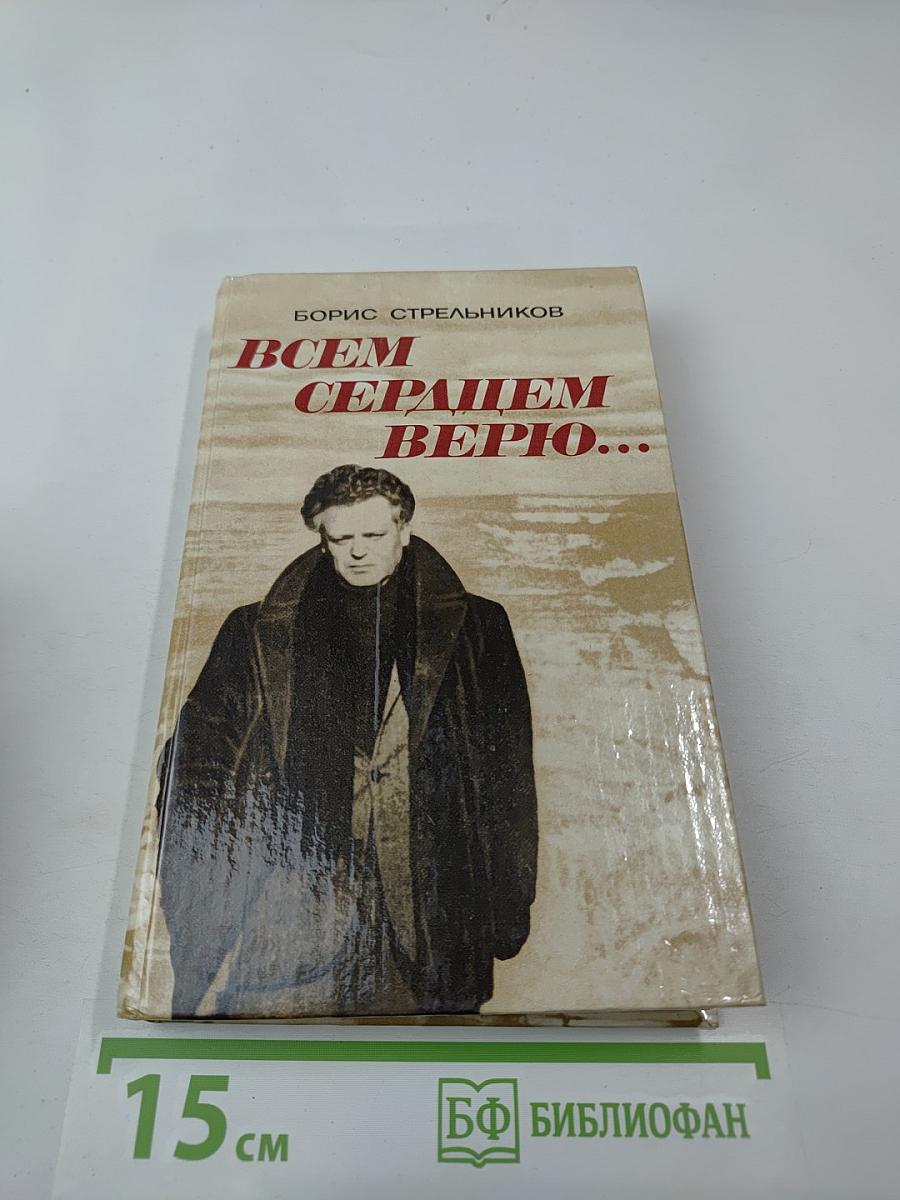 БОРИС СТРЕЛЬНИКОВ
ВСЕМ
СЕРДЦЕМ
ВЕРЮ...
15 см
БФ БИБЛИОФАН